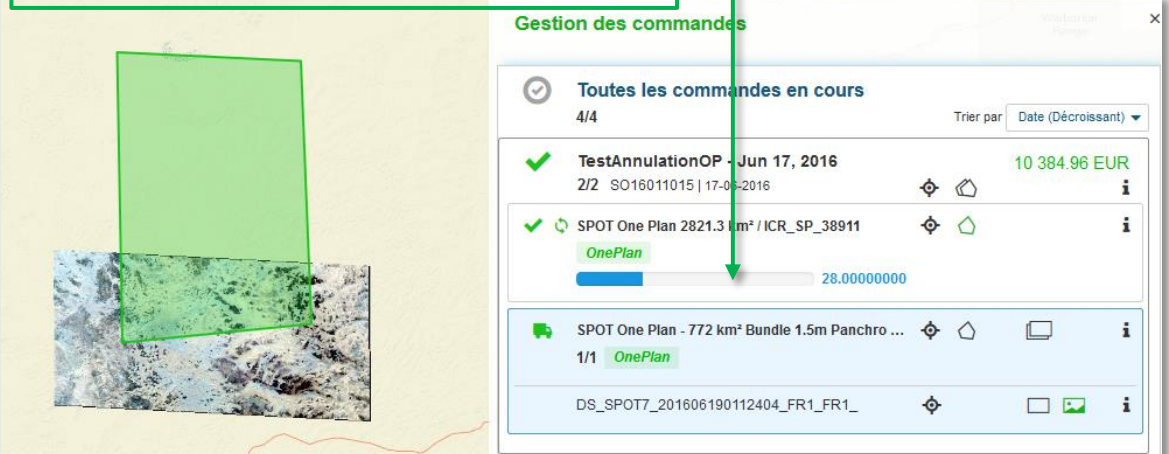 Gestion des commandes
Toutes les commandes en cours
4/4
Trier par Date (Décroissant)
TestAnnulationOP - Jun 17, 2016
10 384.96 EUR
2/2 SO16011015 | 17-06-2016
SPOT One Plan 2821.3 km² / ICR_SP_38911
OnePlan
28.00000000
SPOT One Plan - 772 km² Bundle 1.5m Panchro ...
1/1 OnePlan
DS_SPOT7_201606190112404_FR1_FR1_